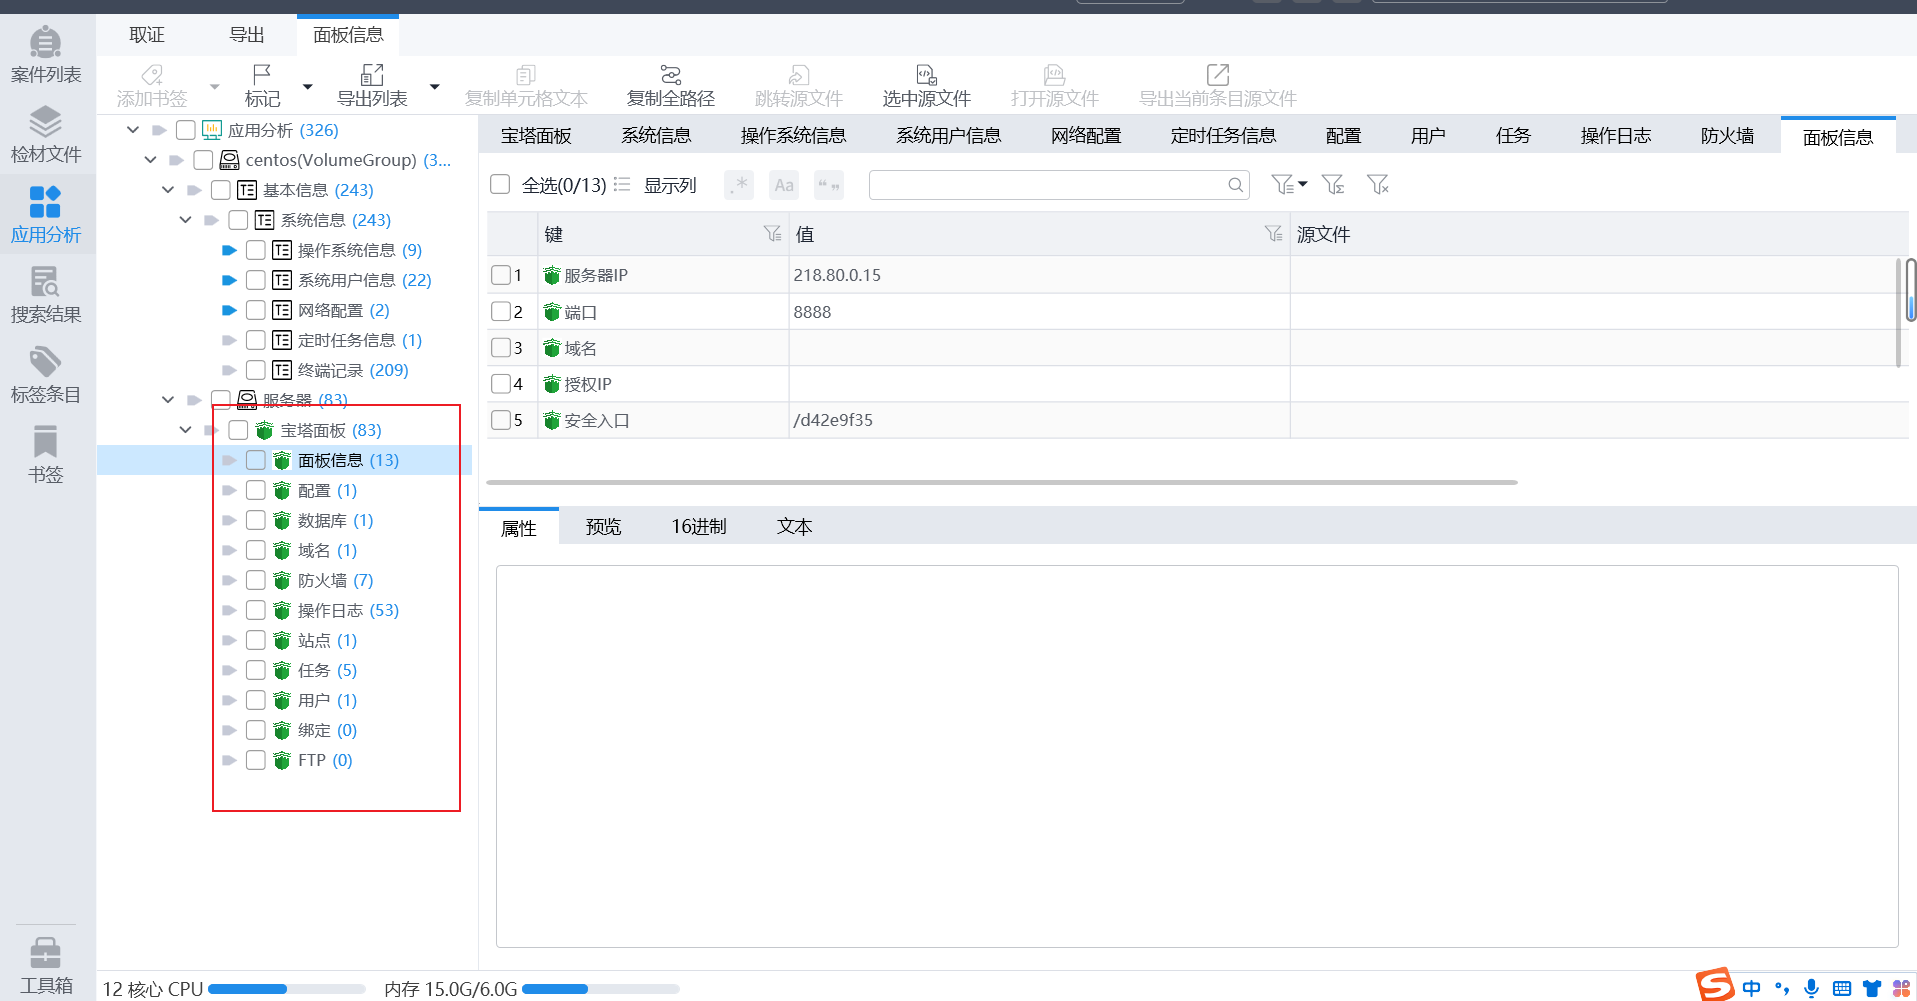 取证 导出 面板信息
案件列表
检材文件
应用分析
搜索结果
标签条目
书签
工具箱
添加书签 标记 导出列表 复制单元格文本 复制全路径 跳转源文件 选中源文件 打开源文件 导出当前条目源文件
应用分析 (326)
centos(VolumeGroup) (3...
基本信息 (243)
系统信息 (243)
操作系统信息 (9)
系统用户信息 (22)
网络配置 (2)
定时任务信息 (1)
终端记录 (209)
服务器 (83)
宝塔面板 (83)
面板信息 (13)
配置 (1)
数据库 (1)
域名 (1)
防火墙 (7)
操作日志 (53)
站点 (1)
任务 (5)
用户 (1)
绑定 (0)
FTP (0)
宝塔面板 系统信息 操作系统信息 系统用户信息 网络配置 定时任务信息 配置 用户 任务 操作日志 防火墙 面板信息
全选(0/13) 显示列 .* Aa
键 值 源文件
1 服务器IP 218.80.0.15
2 端口 8888
3 域名
4 授权IP
5 安全入口 /d42e9f35
属性 预览 16进制 文本
12 核心 CPU 内存 15.0G/6.0G
S 中